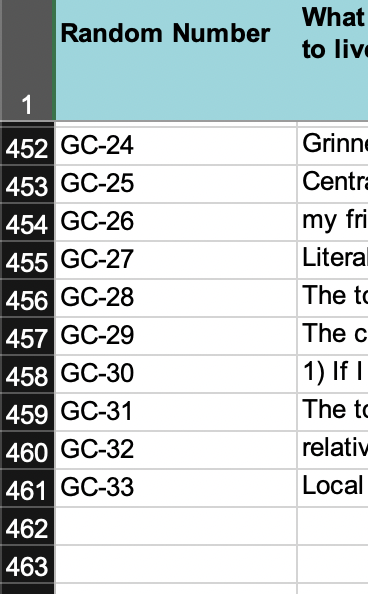 Random Number What
to live
1
452 GC-24 Grinne
453 GC-25 Centra
454 GC-26 my fri
455 GC-27 Literal
456 GC-28 The to
457 GC-29 The c
458 GC-30 1) If I
459 GC-31 The to
460 GC-32 relativ
461 GC-33 Local
462
463